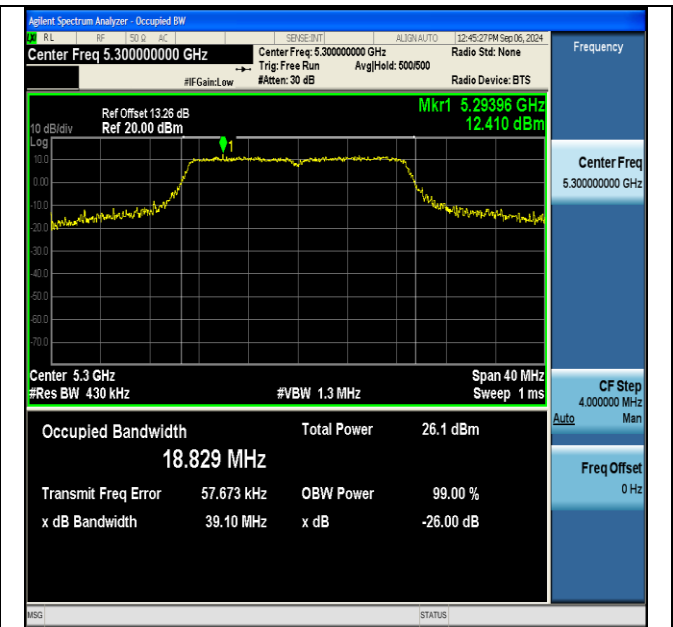 Agilent Spectrum Analyzer - Occupied BW
LXI RL RF 50 Ω AC SENSE:INT ALIGN AUTO 12:45:27 PM Sep 06, 2024
Center Freq 5.300000000 GHz Center Freq: 5.300000000 GHz Radio Std: None Frequency
Trig: Free Run Avg|Hold: 500/500
#IFGain:Low #Atten: 30 dB Radio Device: BTS
Mkr1 5.29396 GHz
Ref Offset 13.26 dB
10 dB/div Ref 20.00 dBm 12.410 dBm
Log
1
10.0
0.00
-10.0
-20.0
-30.0
-40.0
-50.0
-60.0
-70.0
Center Freq
5.300000000 GHz
Center 5.3 GHz Span 40 MHz
#Res BW 430 kHz #VBW 1.3 MHz Sweep 1 ms
CF Step
4.000000 MHz
Auto Man
Occupied Bandwidth Total Power 26.1 dBm
18.829 MHz
Transmit Freq Error 57.673 kHz OBW Power 99.00 %
x dB Bandwidth 39.10 MHz x dB -26.00 dB
Freq Offset
0 Hz
MSG STATUS